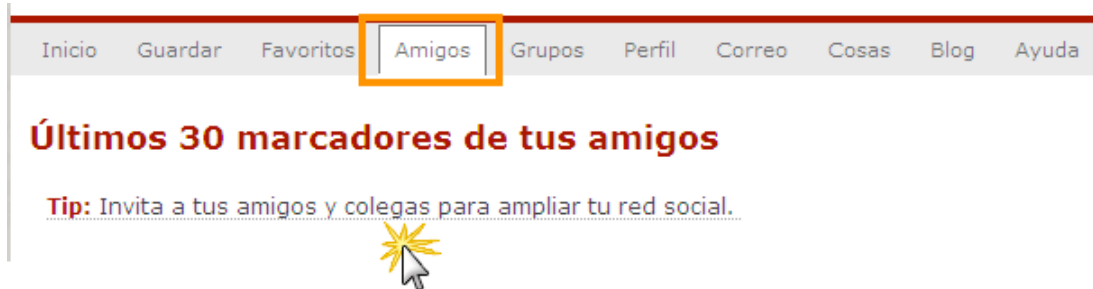 Inicio Guardar Favoritos Amigos Grupos Perfil Correo Cosas Blog Ayuda
Últimos 30 marcadores de tus amigos
Tip: Invita a tus amigos y colegas para ampliar tu red social.